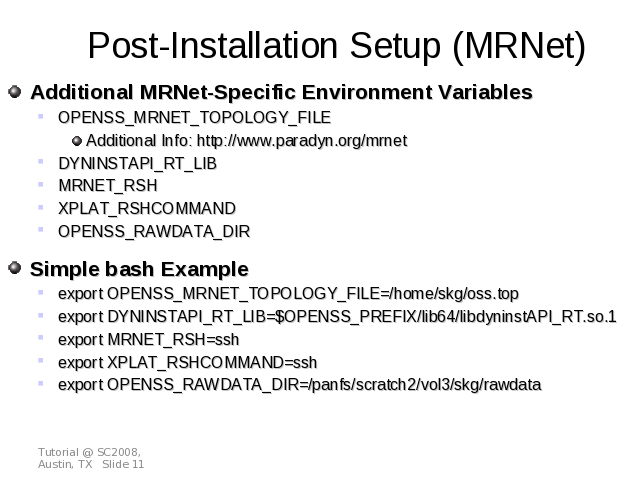 Post-Installation Setup (MRNet)
Additional MRNet-Specific Environment Variables
OPENSS_MRNET_TOPOLOGY_FILE
Additional Info: http://www.paradyn.org/mrnet
DYNINSTAPI_RT_LIB
MRNET_RSH
XPLAT_RSHCOMMAND
OPENSS_RAWDATA_DIR
Simple bash Example
export OPENSS_MRNET_TOPOLOGY_FILE=/home/skg/oss.top
export DYNINSTAPI_RT_LIB=$OPENSS_PREFIX/lib64/libdyninstAPI_RT.so.1
export MRNET_RSH=ssh
export XPLAT_RSHCOMMAND=ssh
export OPENSS_RAWDATA_DIR=/panfs/scratch2/vol3/skg/rawdata
Tutorial @ SC2008,
Austin, TX Slide 11